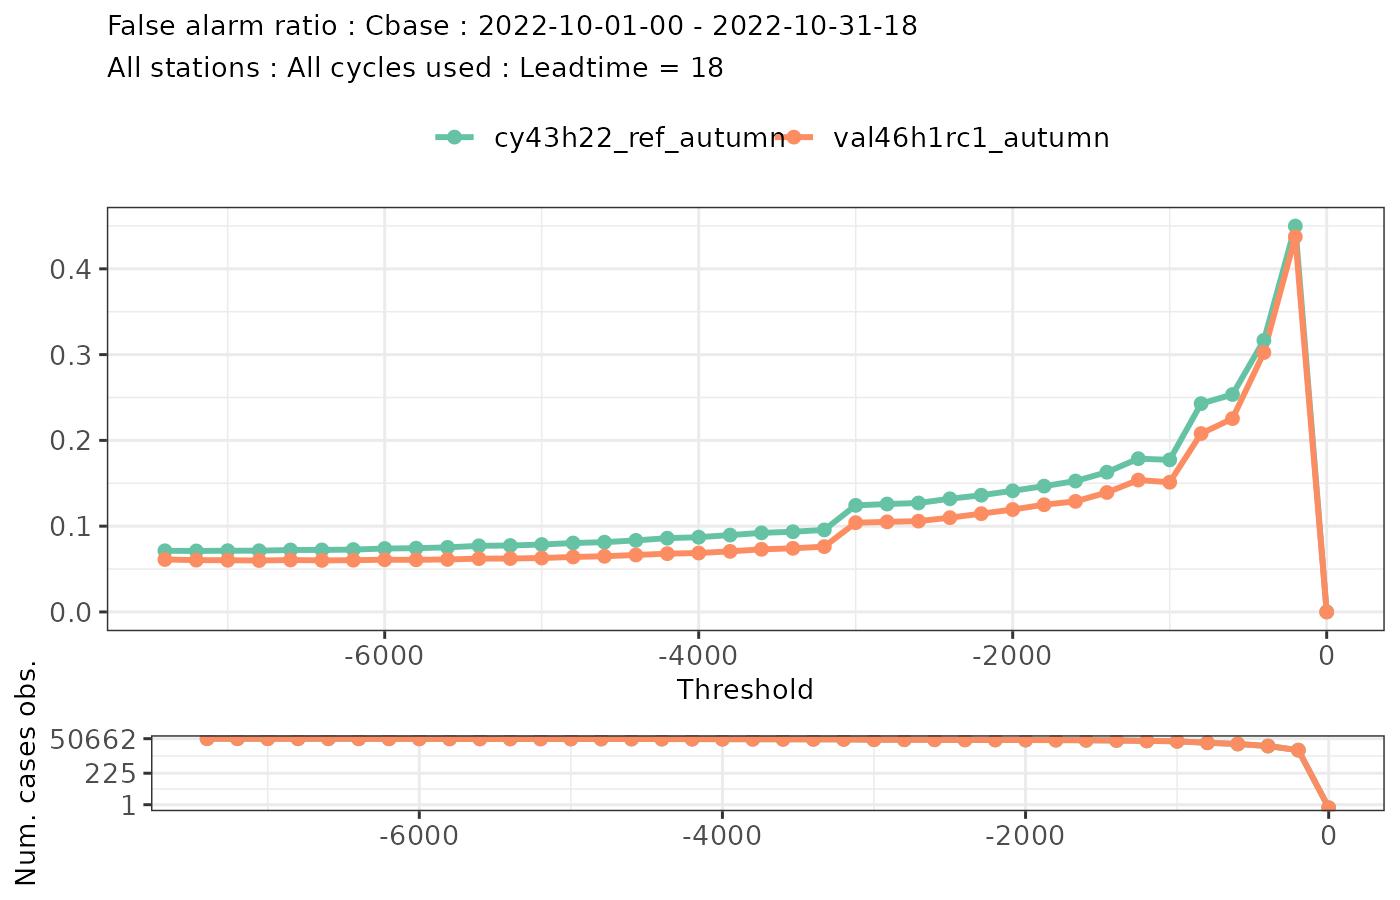 False alarm ratio : Cbase : 2022-10-01-00 - 2022-10-31-18
All stations : All cycles used : Leadtime = 18
cy43h22_ref_autumn val46h1rc1_autumn
0.4
0.3
0.2
0.1
0.0
-6000 -4000 -2000 0
Threshold
Num. cases obs.
50662
225
1
-6000 -4000 -2000 0